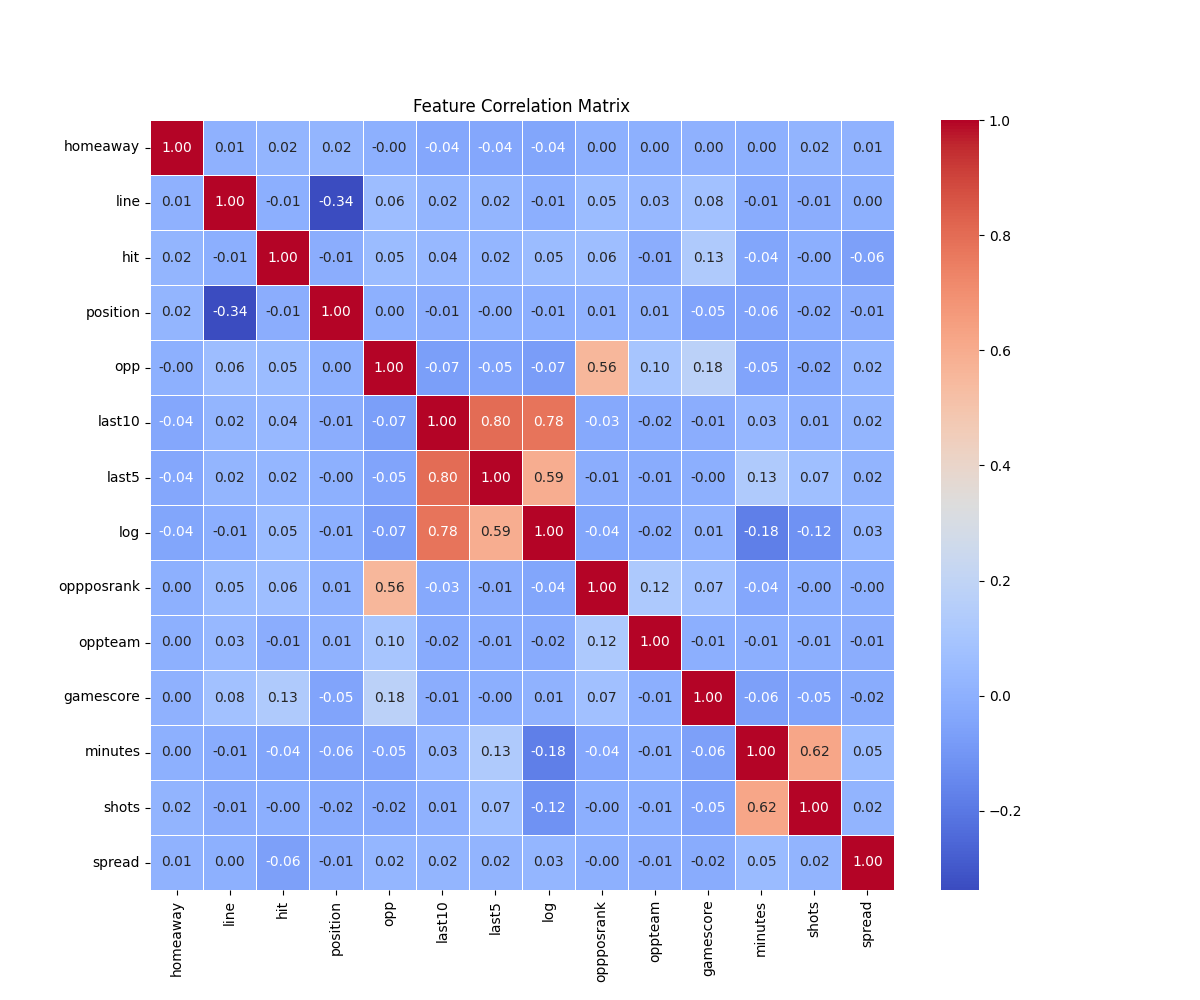 Feature Correlation Matrix
homeaway 1.00 0.01 0.02 0.02 -0.00 -0.04 -0.04 -0.04 0.00 0.00 0.00 0.00 0.02 0.01
line 0.01 1.00 -0.01 -0.34 0.06 0.02 0.02 -0.01 0.05 0.03 0.08 -0.01 -0.01 0.00
hit 0.02 -0.01 1.00 -0.01 0.05 0.04 0.02 0.05 0.06 -0.01 0.13 -0.04 -0.00 -0.06
position 0.02 -0.34 -0.01 1.00 0.00 -0.01 -0.00 -0.01 0.01 0.01 -0.05 -0.06 -0.02 -0.01
opp -0.00 0.06 0.05 0.00 1.00 -0.07 -0.05 -0.07 0.56 0.10 0.18 -0.05 -0.02 0.02
last10 -0.04 0.02 0.04 -0.01 -0.07 1.00 0.80 0.78 -0.03 -0.02 -0.01 0.03 0.01 0.02
last5 -0.04 0.02 0.02 -0.00 -0.05 0.80 1.00 0.59 -0.01 -0.01 -0.00 0.13 0.07 0.02
log -0.04 -0.01 0.05 -0.01 -0.07 0.78 0.59 1.00 -0.04 -0.02 0.01 -0.18 -0.12 0.03
oppposrank 0.00 0.05 0.06 0.01 0.56 -0.03 -0.01 -0.04 1.00 0.12 0.07 -0.04 -0.00 -0.00
oppteam 0.00 0.03 -0.01 0.01 0.10 -0.02 -0.01 -0.02 0.12 1.00 -0.01 -0.01 -0.01 -0.01
gamescore 0.00 0.08 0.13 -0.05 0.18 -0.01 -0.00 0.01 0.07 -0.01 1.00 -0.06 -0.05 -0.02
minutes 0.00 -0.01 -0.04 -0.06 -0.05 0.03 0.13 -0.18 -0.04 -0.01 -0.06 1.00 0.62 0.05
shots 0.02 -0.01 -0.00 -0.02 -0.02 0.01 0.07 -0.12 -0.00 -0.01 -0.05 0.62 1.00 0.02
spread 0.01 0.00 -0.06 -0.01 0.02 0.02 0.02 0.03 -0.00 -0.01 -0.02 0.05 0.02 1.00
homeaway line hit position opp last10 last5 log oppposrank oppteam gamescore minutes shots spread
1.0
0.8
0.6
0.4
0.2
0.0
−0.2